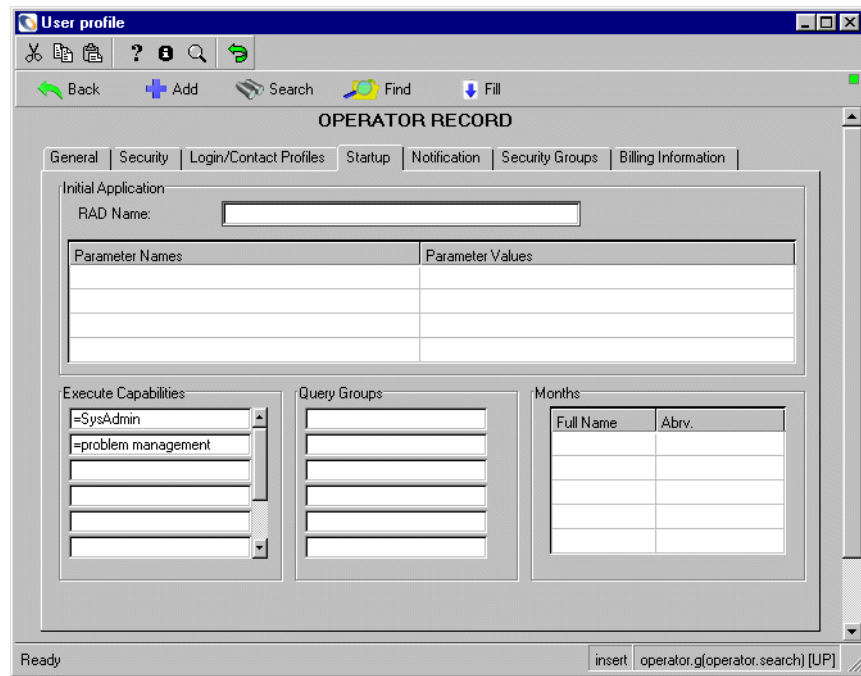 User profile
?
Back Add Search Find Fill
OPERATOR RECORD
General Security Login/Contact Profiles Startup Notification Security Groups Billing Information
Initial Application
RAD Name:
Parameter Names Parameter Values
Execute Capabilities Query Groups Months
=SysAdmin
Full Name Abrv.
=problem management
Ready insert operator.g(operator.search) [UP]